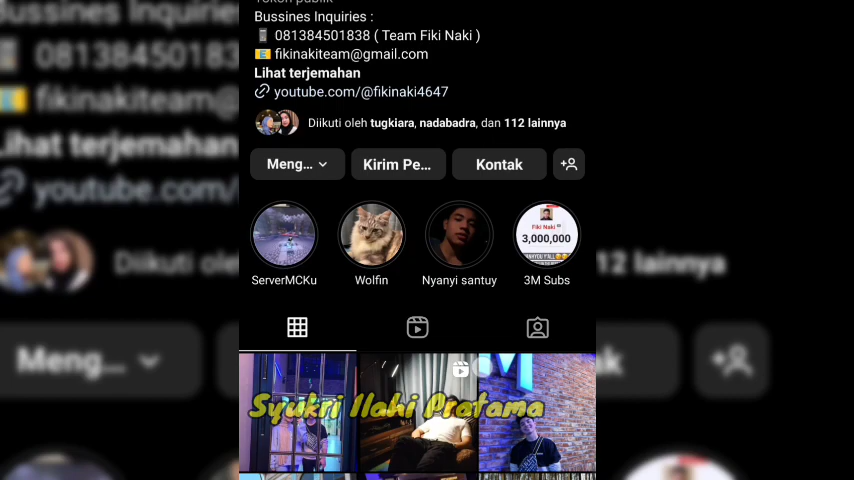 Bussines Inquiries :
081384501838 ( Team Fiki Naki )
fikinakiteam@gmail.com
Lihat terjemahan
youtube.com/@fikinaki4647
Diikuti oleh tugkiara, nadabadra, dan 112 lainnya
Meng...
Kirim Pe...
Kontak
Fiki Naki
3,000,000
ServerMCKu
Wolfin
Nyanyi santuy
3M Subs
Syukri Ilahi Pratama